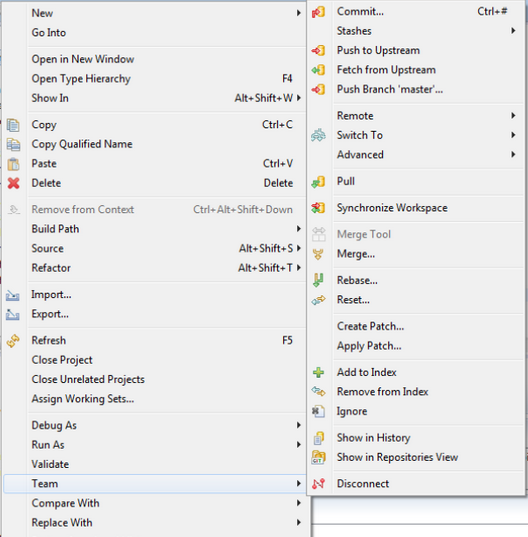 New
Go Into
Open in New Window
Open Type Hierarchy F4
Show In Alt+Shift+W
Copy Ctrl+C
Copy Qualified Name
Paste Ctrl+V
Delete Delete
Remove from Context Ctrl+Alt+Shift+Down
Build Path
Source Alt+Shift+S
Refactor Alt+Shift+T
Import...
Export...
Refresh F5
Close Project
Close Unrelated Projects
Assign Working Sets...
Debug As
Run As
Validate
Team
Compare With
Replace With
Commit... Ctrl+#
Stashes
Push to Upstream
Fetch from Upstream
Push Branch 'master'...
Remote
Switch To
Advanced
Pull
Synchronize Workspace
Merge Tool
Merge...
Rebase...
Reset...
Create Patch...
Apply Patch...
Add to Index
Remove from Index
Ignore
Show in History
Show in Repositories View
Disconnect